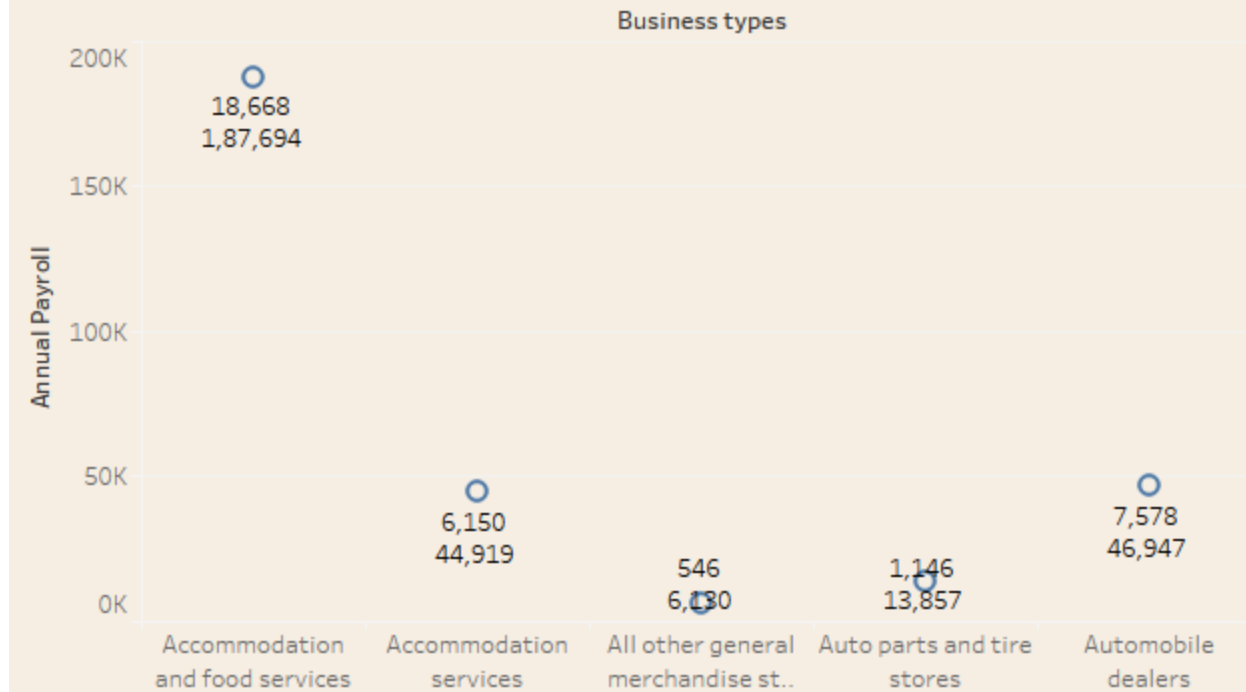 Business types
200K
150K
100K
50K
0K
Annual Payroll
18,668
1,87,694
6,150
44,919
546
6,130
1,146
13,857
7,578
46,947
Accommodation
and food services
Accommodation
services
All other general
merchandise st..
Auto parts and tire
stores
Automobile
dealers